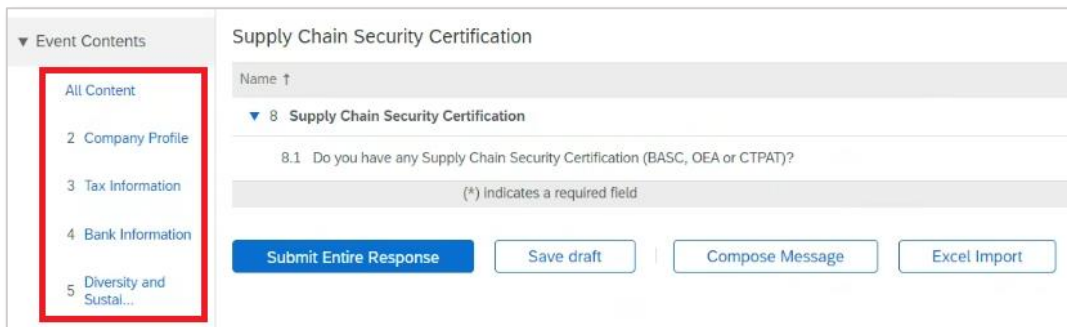 ▼ Event Contents
All Content
2 Company Profile
3 Tax Information
4 Bank Information
5 Diversity and
Sustai...
Supply Chain Security Certification
Name ↑
▼ 8 Supply Chain Security Certification
8.1 Do you have any Supply Chain Security Certification (BASC, OEA or CTPAT)?
(*) indicates a required field
Submit Entire Response Save draft Compose Message Excel Import